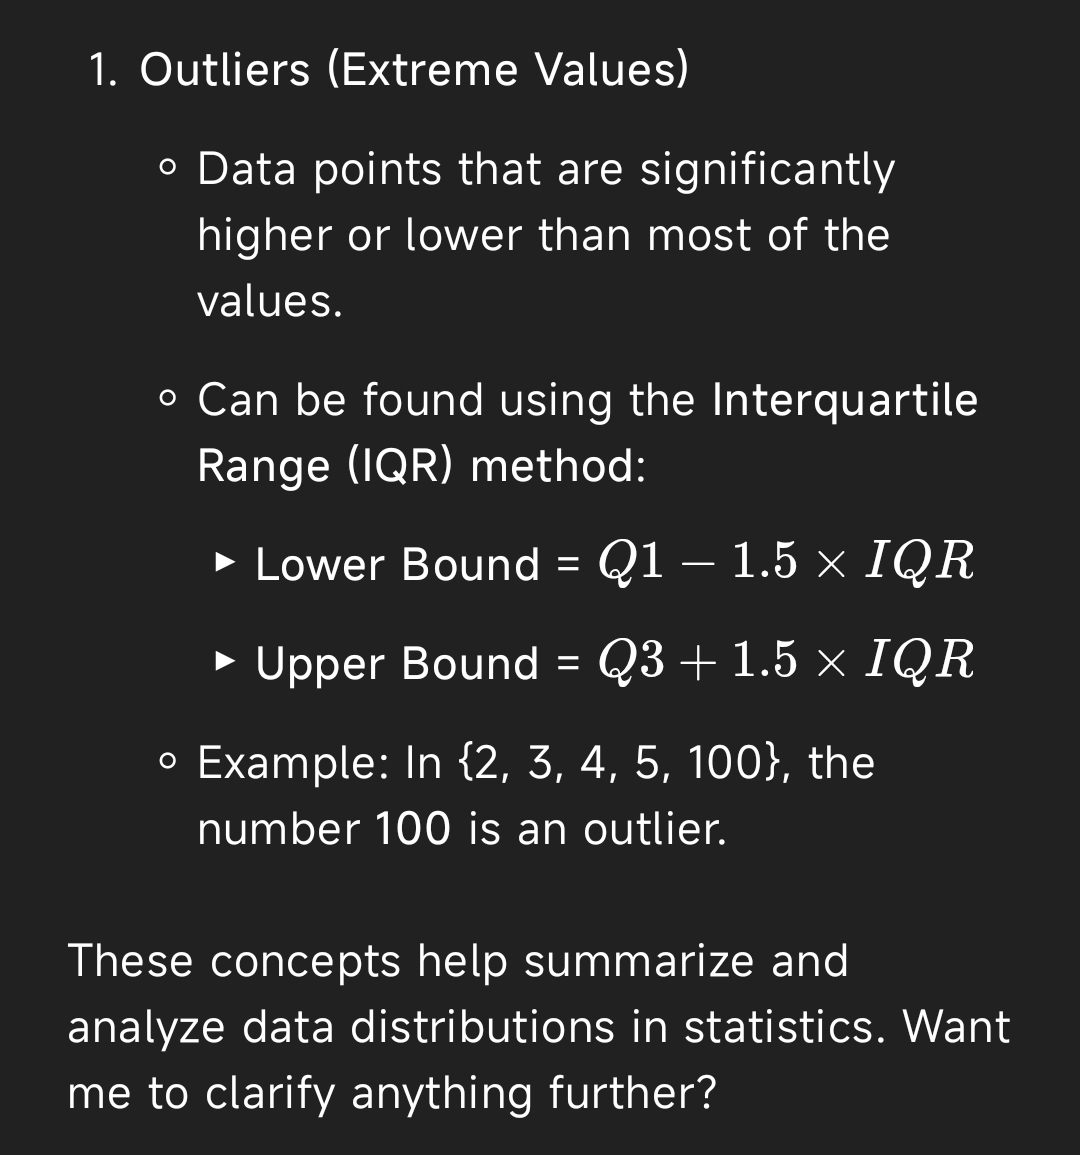 1. Outliers (Extreme Values)
◦ Data points that are significantly
higher or lower than most of the
values.
◦ Can be found using the Interquartile
Range (IQR) method:
▸ Lower Bound = Q1 − 1.5 × IQR
▸ Upper Bound = Q3 + 1.5 × IQR
◦ Example: In {2, 3, 4, 5, 100}, the
number 100 is an outlier.
These concepts help summarize and
analyze data distributions in statistics. Want
me to clarify anything further?